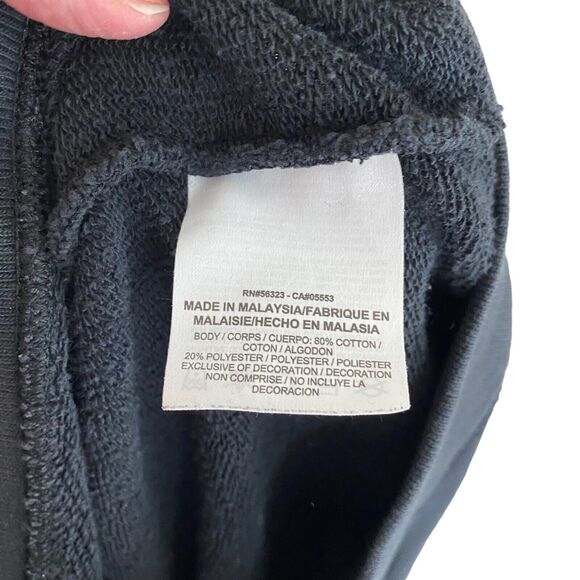 RN#56323 - CA#05553
MADE IN MALAYSIA/FABRIQUE EN
MALAISIE/HECHO EN MALASIA
BODY / CORPS / CUERPO: 80% COTTON /
COTON / ALGODON
20% POLYESTER / POLYESTER / POLIESTER
EXCLUSIVE OF DECORATION / DECORATION
NON COMPRISE / NO INCLUYE LA
DECORACION